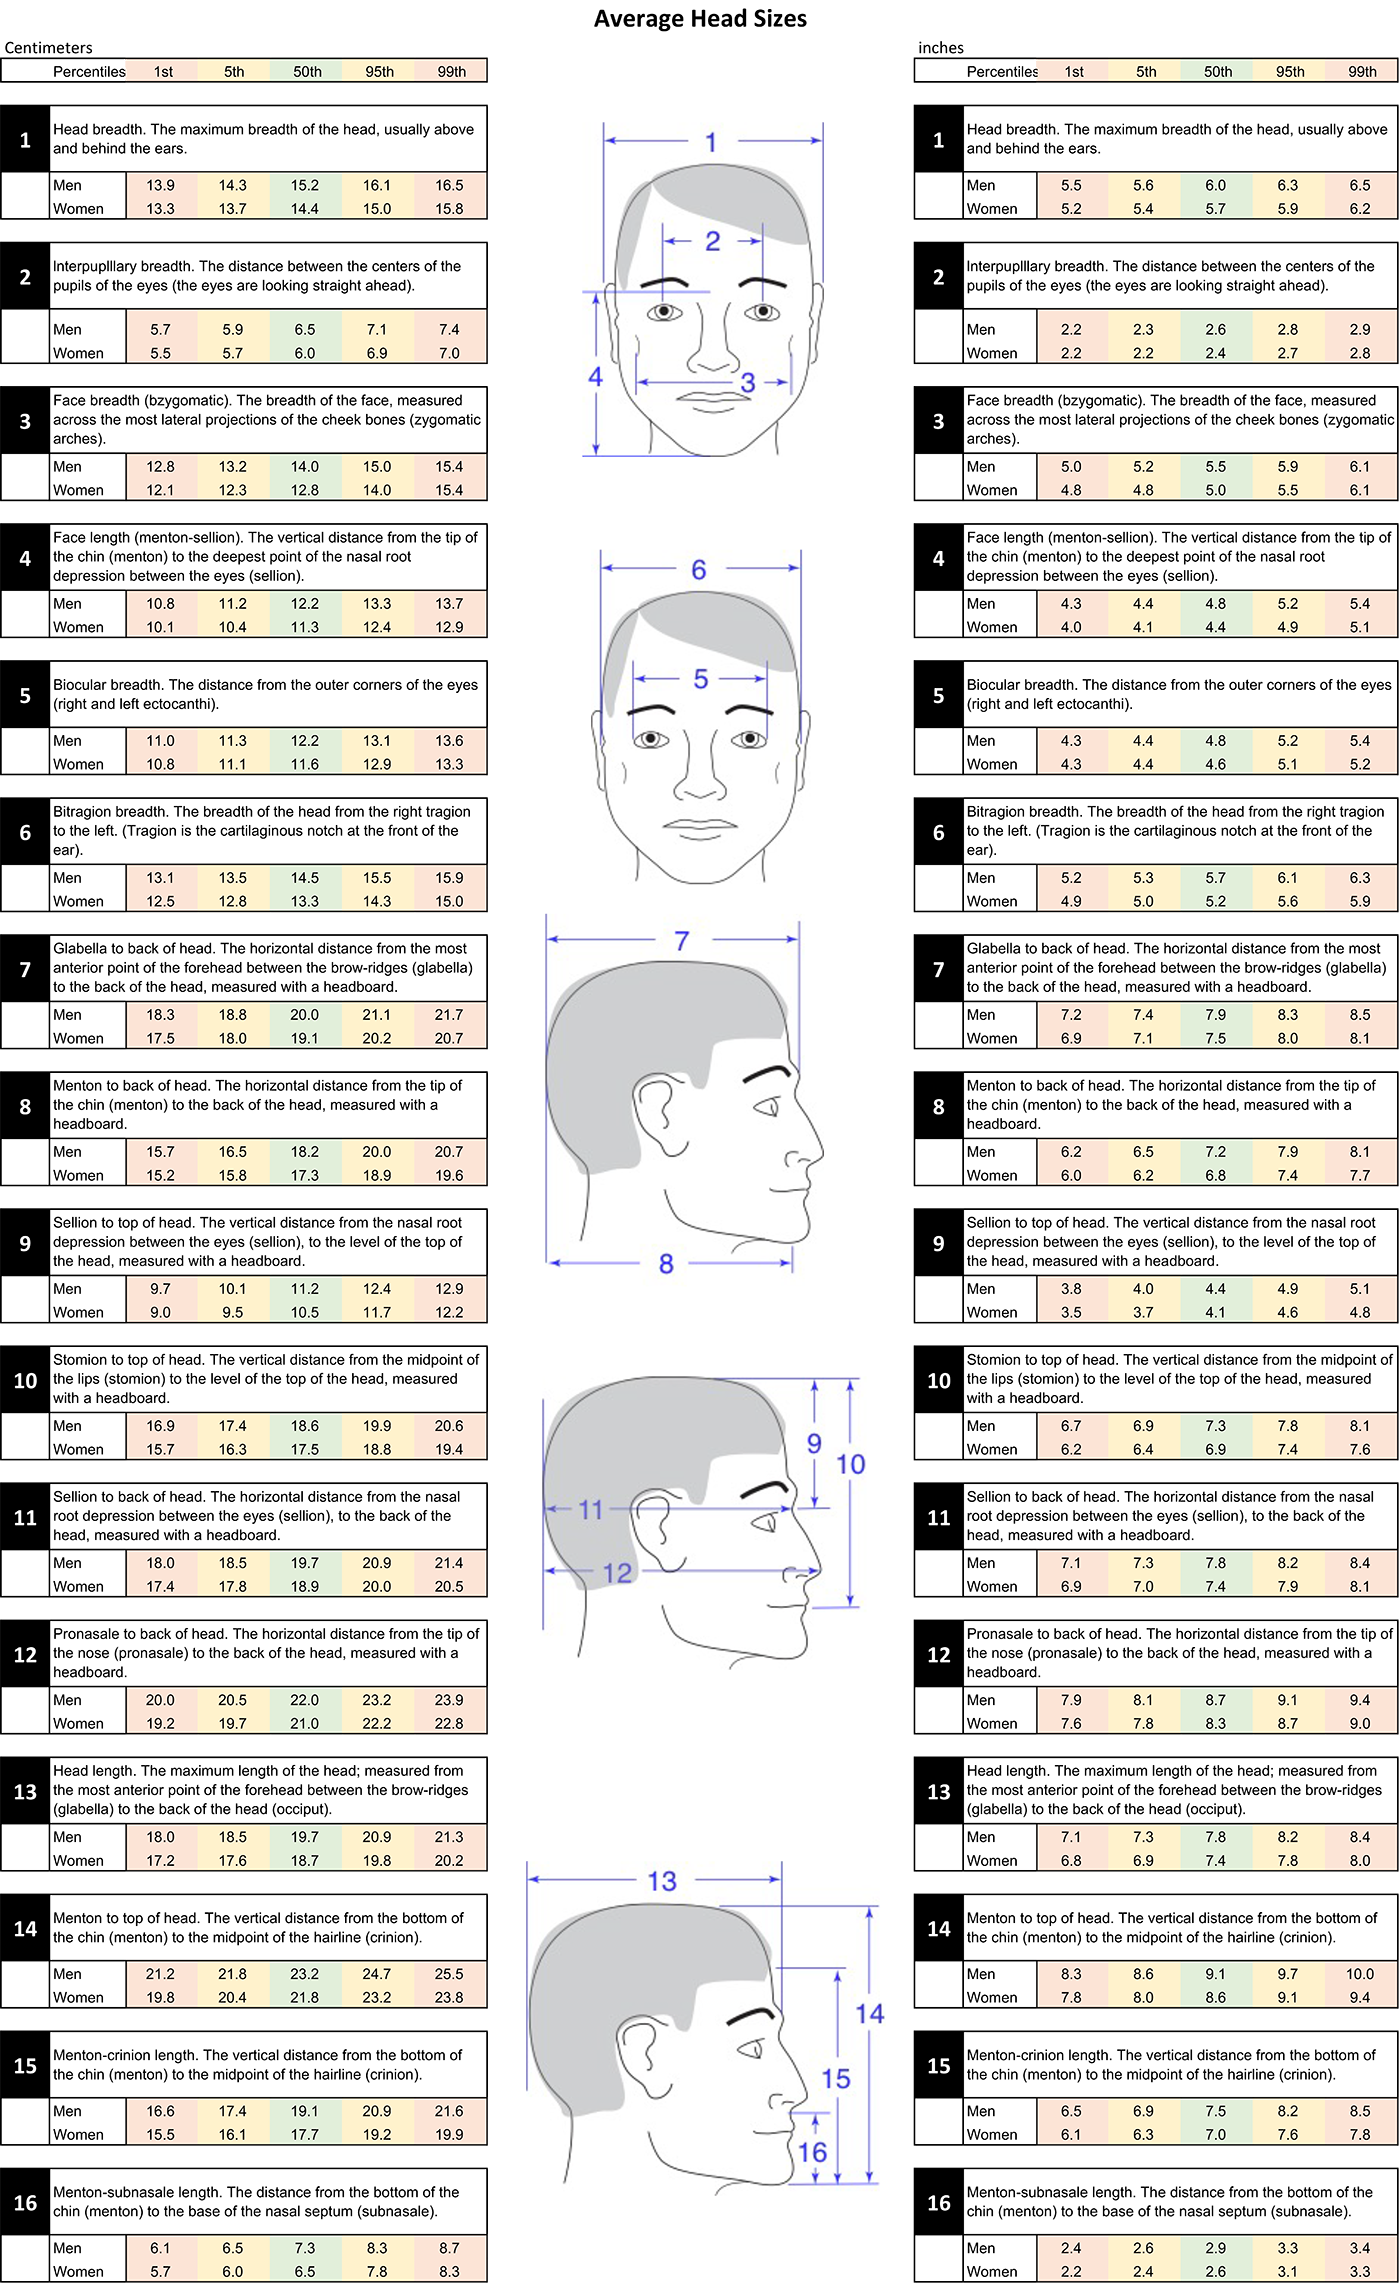 Average Head Sizes
Centimeters
Percentiles 1st 5th 50th 95th 99th
1
Head breadth. The maximum breadth of the head, usually above
and behind the ears.
Men 13.9 14.3 15.2 16.1 16.5
Women 13.3 13.7 14.4 15.0 15.8
2
Interpuplllary breadth. The distance between the centers of the
pupils of the eyes (the eyes are looking straight ahead).
Men 5.7 5.9 6.5 7.1 7.4
Women 5.5 5.7 6.0 6.9 7.0
3
Face breadth (bzygomatic). The breadth of the face, measured
across the most lateral projections of the cheek bones (zygomatic
arches).
Men 12.8 13.2 14.0 15.0 15.4
Women 12.1 12.3 12.8 14.0 15.4
4
Face length (menton-sellion). The vertical distance from the tip of
the chin (menton) to the deepest point of the nasal root
depression between the eyes (sellion).
Men 10.8 11.2 12.2 13.3 13.7
Women 10.1 10.4 11.3 12.4 12.9
5
Biocular breadth. The distance from the outer corners of the eyes
(right and left ectocanthi).
Men 11.0 11.3 12.2 13.1 13.6
Women 10.8 11.1 11.6 12.9 13.3
6
Bitragion breadth. The breadth of the head from the right tragion
to the left. (Tragion is the cartilaginous notch at the front of the
ear).
Men 13.1 13.5 14.5 15.5 15.9
Women 12.5 12.8 13.3 14.3 15.0
7
Glabella to back of head. The horizontal distance from the most
anterior point of the forehead between the brow-ridges (glabella)
to the back of the head, measured with a headboard.
Men 18.3 18.8 20.0 21.1 21.7
Women 17.5 18.0 19.1 20.2 20.7
8
Menton to back of head. The horizontal distance from the tip of
the chin (menton) to the back of the head, measured with a
headboard.
Men 15.7 16.5 18.2 20.0 20.7
Women 15.2 15.8 17.3 18.9 19.6
9
Sellion to top of head. The vertical distance from the nasal root
depression between the eyes (sellion), to the level of the top of
the head, measured with a headboard.
Men 9.7 10.1 11.2 12.4 12.9
Women 9.0 9.5 10.5 11.7 12.2
10
Stomion to top of head. The vertical distance from the midpoint of
the lips (stomion) to the level of the top of the head, measured
with a headboard.
Men 16.9 17.4 18.6 19.9 20.6
Women 15.7 16.3 17.5 18.8 19.4
11
Sellion to back of head. The horizontal distance from the nasal
root depression between the eyes (sellion), to the back of the
head, measured with a headboard.
Men 18.0 18.5 19.7 20.9 21.4
Women 17.4 17.8 18.9 20.0 20.5
12
Pronasale to back of head. The horizontal distance from the tip of
the nose (pronasale) to the back of the head, measured with a
headboard.
Men 20.0 20.5 22.0 23.2 23.9
Women 19.2 19.7 21.0 22.2 22.8
13
Head length. The maximum length of the head; measured from
the most anterior point of the forehead between the brow-ridges
(glabella) to the back of the head (occiput).
Men 18.0 18.5 19.7 20.9 21.3
Women 17.2 17.6 18.7 19.8 20.2
14
Menton to top of head. The vertical distance from the bottom of
the chin (menton) to the midpoint of the hairline (crinion).
Men 21.2 21.8 23.2 24.7 25.5
Women 19.8 20.4 21.8 23.2 23.8
15
Menton-crinion length. The vertical distance from the bottom of
the chin (menton) to the midpoint of the hairline (crinion).
Men 16.6 17.4 19.1 20.9 21.6
Women 15.5 16.1 17.7 19.2 19.9
16
Menton-subnasale length. The distance from the bottom of the
chin (menton) to the base of the nasal septum (subnasale).
Men 6.1 6.5 7.3 8.3 8.7
Women 5.7 6.0 6.5 7.8 8.3
1
2
4
3
6
5
7
8
9
10
11
12
13
14
15
16
inches
Percentiles 1st 5th 50th 95th 99th
1
Head breadth. The maximum breadth of the head, usually above
and behind the ears.
Men 5.5 5.6 6.0 6.3 6.5
Women 5.2 5.4 5.7 5.9 6.2
2
Interpuplllary breadth. The distance between the centers of the
pupils of the eyes (the eyes are looking straight ahead).
Men 2.2 2.3 2.6 2.8 2.9
Women 2.2 2.2 2.4 2.7 2.8
3
Face breadth (bzygomatic). The breadth of the face, measured
across the most lateral projections of the cheek bones (zygomatic
arches).
Men 5.0 5.2 5.5 5.9 6.1
Women 4.8 4.8 5.0 5.5 6.1
4
Face length (menton-sellion). The vertical distance from the tip of
the chin (menton) to the deepest point of the nasal root
depression between the eyes (sellion).
Men 4.3 4.4 4.8 5.2 5.4
Women 4.0 4.1 4.4 4.9 5.1
5
Biocular breadth. The distance from the outer corners of the eyes
(right and left ectocanthi).
Men 4.3 4.4 4.8 5.2 5.4
Women 4.3 4.4 4.6 5.1 5.2
6
Bitragion breadth. The breadth of the head from the right tragion
to the left. (Tragion is the cartilaginous notch at the front of the
ear).
Men 5.2 5.3 5.7 6.1 6.3
Women 4.9 5.0 5.2 5.6 5.9
7
Glabella to back of head. The horizontal distance from the most
anterior point of the forehead between the brow-ridges (glabella)
to the back of the head, measured with a headboard.
Men 7.2 7.4 7.9 8.3 8.5
Women 6.9 7.1 7.5 8.0 8.1
8
Menton to back of head. The horizontal distance from the tip of
the chin (menton) to the back of the head, measured with a
headboard.
Men 6.2 6.5 7.2 7.9 8.1
Women 6.0 6.2 6.8 7.4 7.7
9
Sellion to top of head. The vertical distance from the nasal root
depression between the eyes (sellion), to the level of the top of
the head, measured with a headboard.
Men 3.8 4.0 4.4 4.9 5.1
Women 3.5 3.7 4.1 4.6 4.8
10
Stomion to top of head. The vertical distance from the midpoint of
the lips (stomion) to the level of the top of the head, measured
with a headboard.
Men 6.7 6.9 7.3 7.8 8.1
Women 6.2 6.4 6.9 7.4 7.6
11
Sellion to back of head. The horizontal distance from the nasal
root depression between the eyes (sellion), to the back of the
head, measured with a headboard.
Men 7.1 7.3 7.8 8.2 8.4
Women 6.9 7.0 7.4 7.9 8.1
12
Pronasale to back of head. The horizontal distance from the tip of
the nose (pronasale) to the back of the head, measured with a
headboard.
Men 7.9 8.1 8.7 9.1 9.4
Women 7.6 7.8 8.3 8.7 9.0
13
Head length. The maximum length of the head; measured from
the most anterior point of the forehead between the brow-ridges
(glabella) to the back of the head (occiput).
Men 7.1 7.3 7.8 8.2 8.4
Women 6.8 6.9 7.4 7.8 8.0
14
Menton to top of head. The vertical distance from the bottom of
the chin (menton) to the midpoint of the hairline (crinion).
Men 8.3 8.6 9.1 9.7 10.0
Women 7.8 8.0 8.6 9.1 9.4
15
Menton-crinion length. The vertical distance from the bottom of
the chin (menton) to the midpoint of the hairline (crinion).
Men 6.5 6.9 7.5 8.2 8.5
Women 6.1 6.3 7.0 7.6 7.8
16
Menton-subnasale length. The distance from the bottom of the
chin (menton) to the base of the nasal septum (subnasale).
Men 2.4 2.6 2.9 3.3 3.4
Women 2.2 2.4 2.6 3.1 3.3